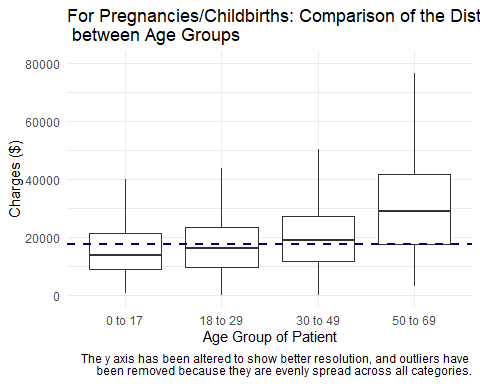 For Pregnancies/Childbirths: Comparison of the Dist
between Age Groups
80000
60000
40000
20000
0
Charges ($)
0 to 17
18 to 29
30 to 49
50 to 69
Age Group of Patient
The y axis has been altered to show better resolution, and outliers have
been removed because they are evenly spread across all categories.